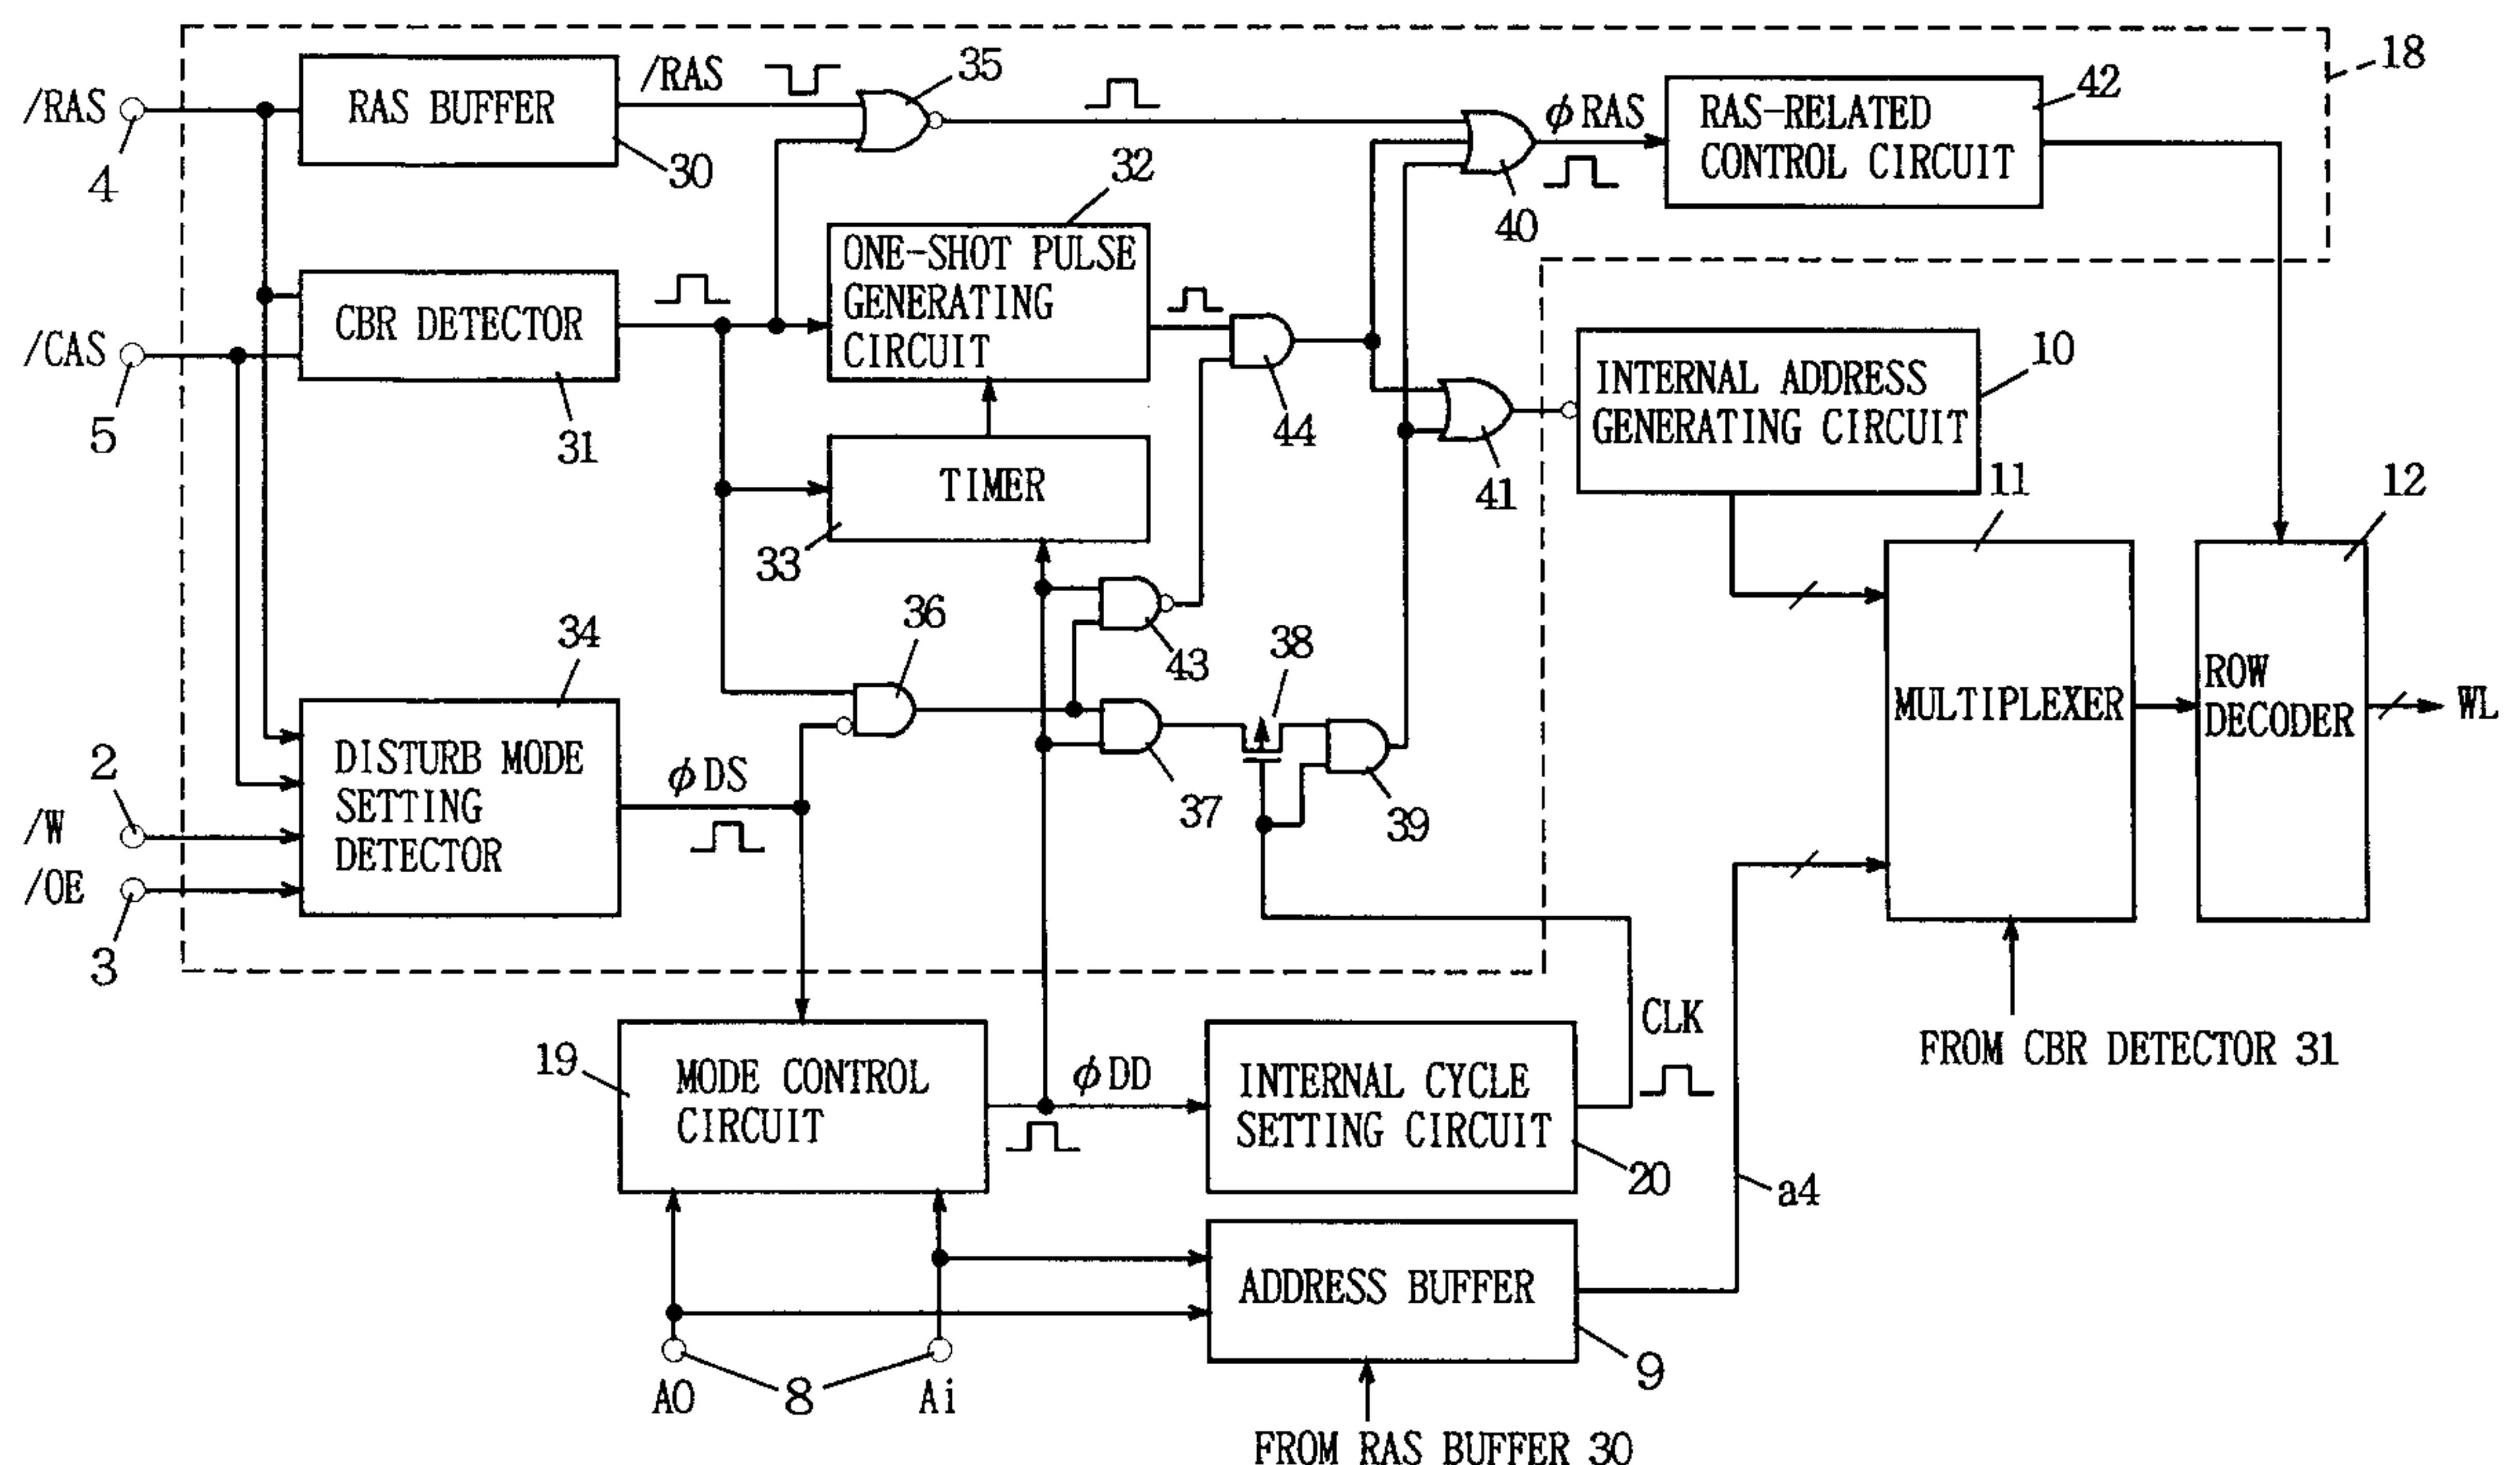 /RAS
4
RAS BUFFER
30
/RAS
35
18
φRAS
RAS-RELATED
CONTROL CIRCUIT
42
40
32
ONE-SHOT PULSE
GENERATING
CIRCUIT
/CAS
5
CBR DETECTOR
31
44
INTERNAL ADDRESS
GENERATING CIRCUIT
10
41
TIMER
33
11
12
36
43
38
34
DISTURB MODE
SETTING
DETECTOR
φDS
37
39
MULTIPLEXER
ROW
DECODER
WL
2
/W
/OE
3
CLK
FROM CBR DETECTOR 31
19
MODE CONTROL
CIRCUIT
φDD
INTERNAL CYCLE
SETTING CIRCUIT
20
a4
ADDRESS BUFFER
9
A0
8
Ai
FROM RAS BUFFER 30